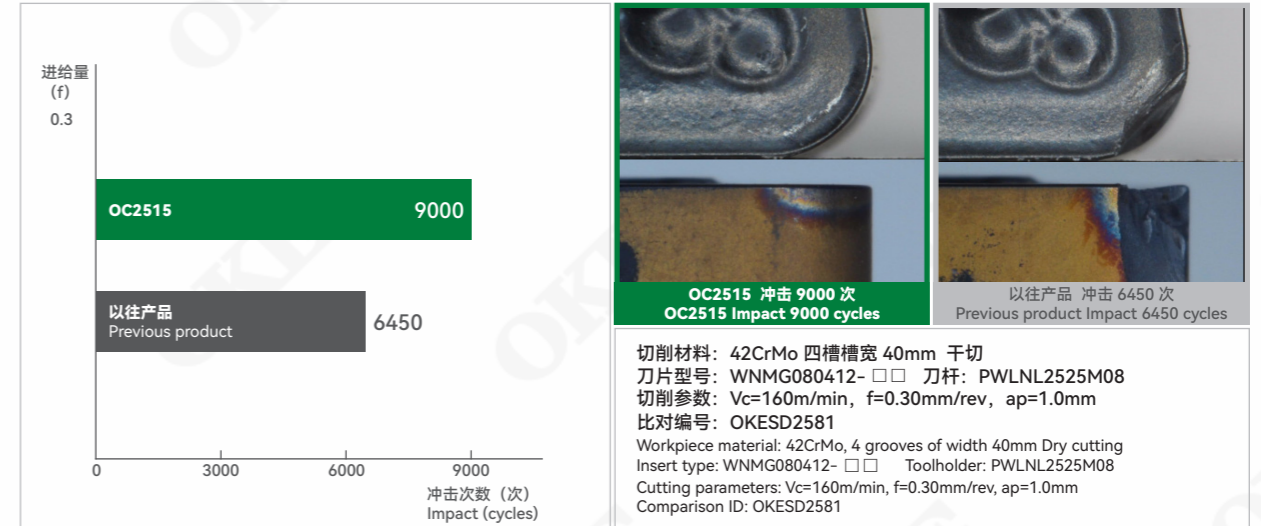 进给量
(f)
0.3
OC2515
9000
以往产品
Previous product
6450
0
3000
6000
9000
冲击次数（次）
Impact (cycles)
OC2515 冲击 9000 次
OC2515 Impact 9000 cycles
以往产品 冲击 6450 次
Previous product Impact 6450 cycles
切削材料：42CrMo 四槽槽宽 40mm 干切
刀片型号：WNMG080412- □ □ 刀杆：PWLNL2525M08
切削参数：Vc=160m/min，f=0.30mm/rev，ap=1.0mm
比对编号：OKESD2581
Workpiece material: 42CrMo, 4 grooves of width 40mm Dry cutting
Insert type: WNMG080412- □ □ Toolholder: PWLNL2525M08
Cutting parameters: Vc=160m/min, f=0.30mm/rev, ap=1.0mm
Comparison ID: OKESD2581